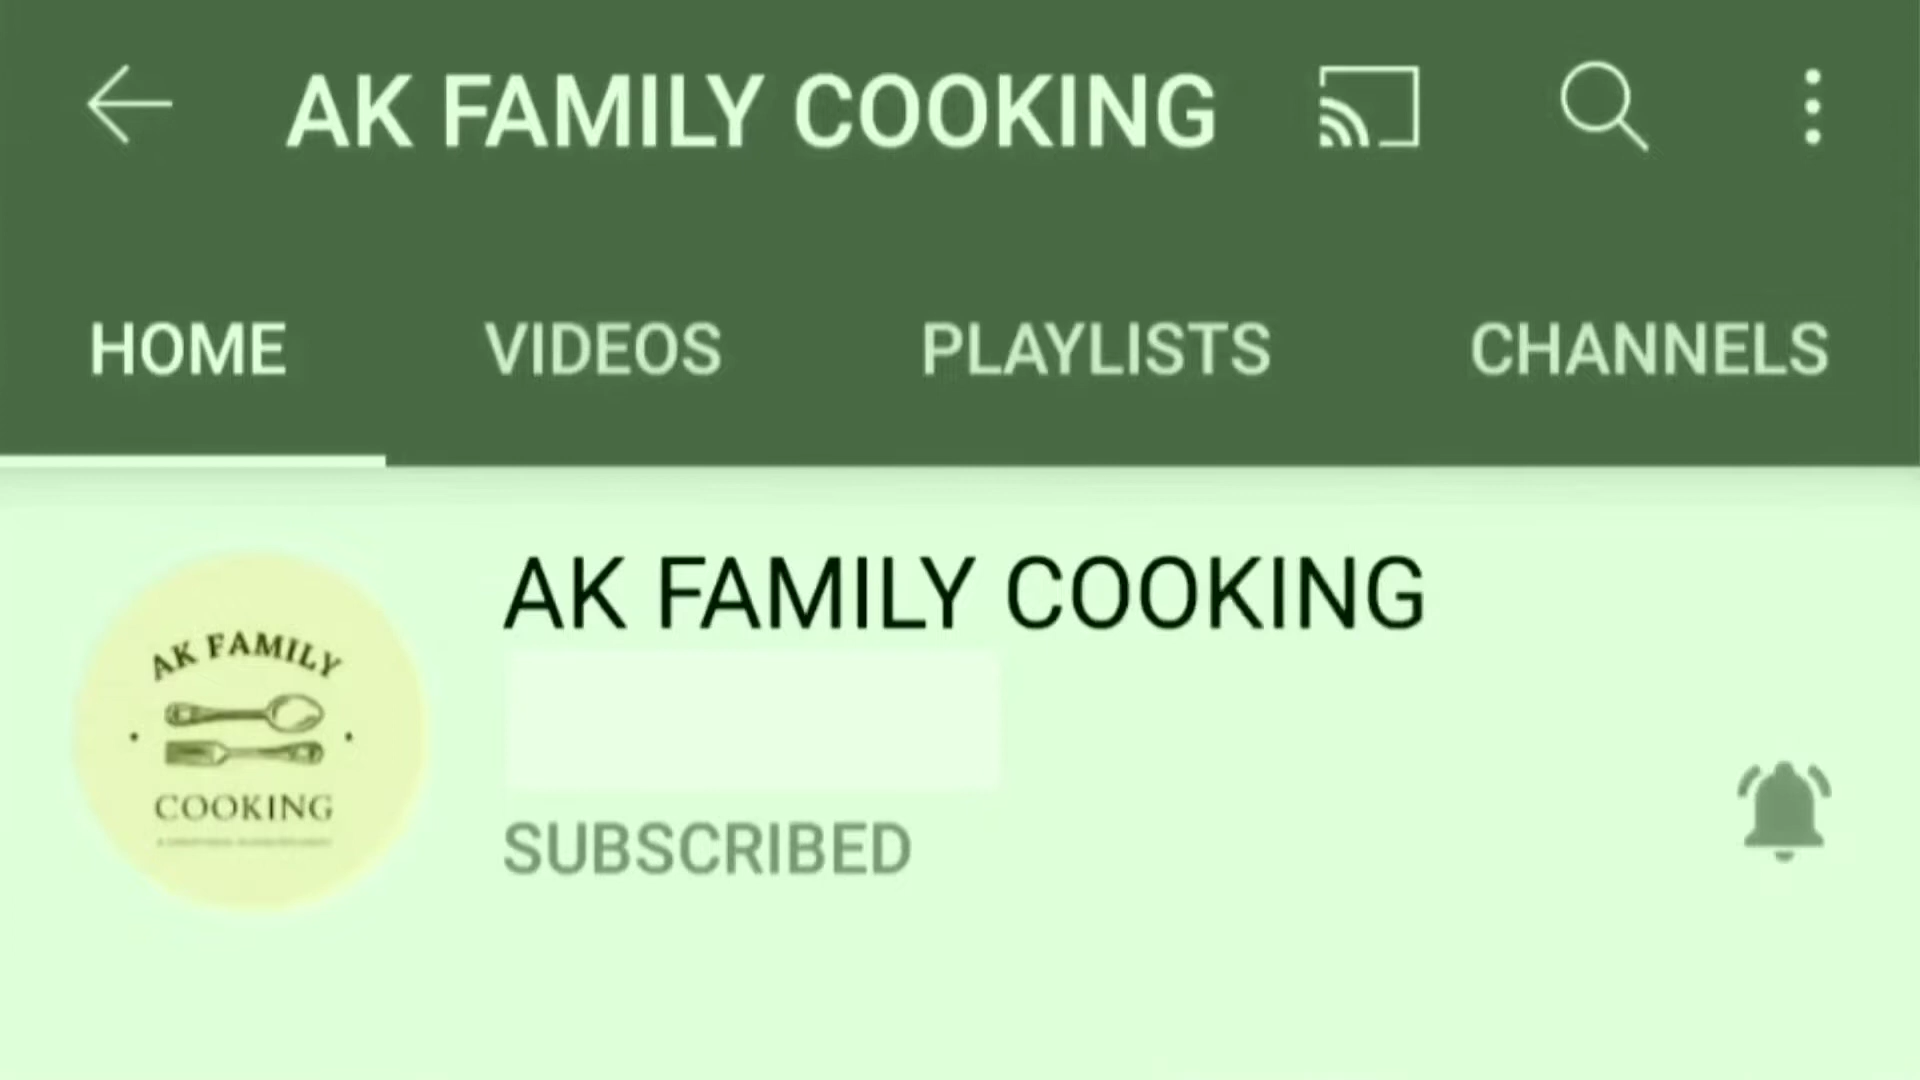 AK FAMILY COOKING
HOME VIDEOS PLAYLISTS CHANNELS
AK FAMILY COOKING
AK FAMILY
COOKING
SUBSCRIBED